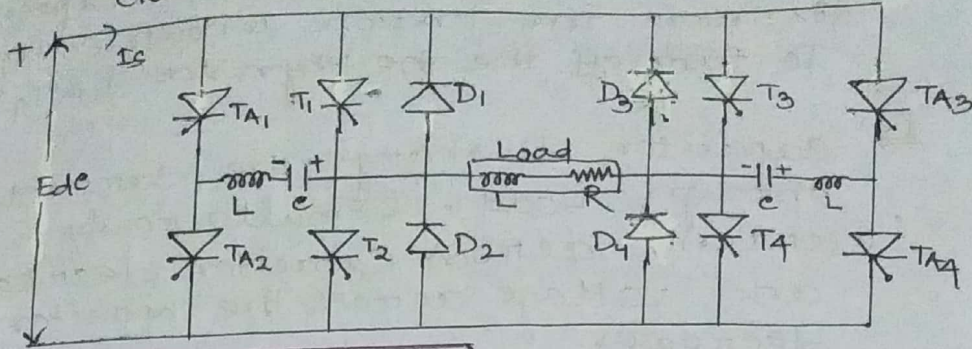 + Is
TA1 T1 D1 D3 T3 TA3
Load
Edc - + - +
L c L R c L
TA2 T2 D2 D4 T4 TA4